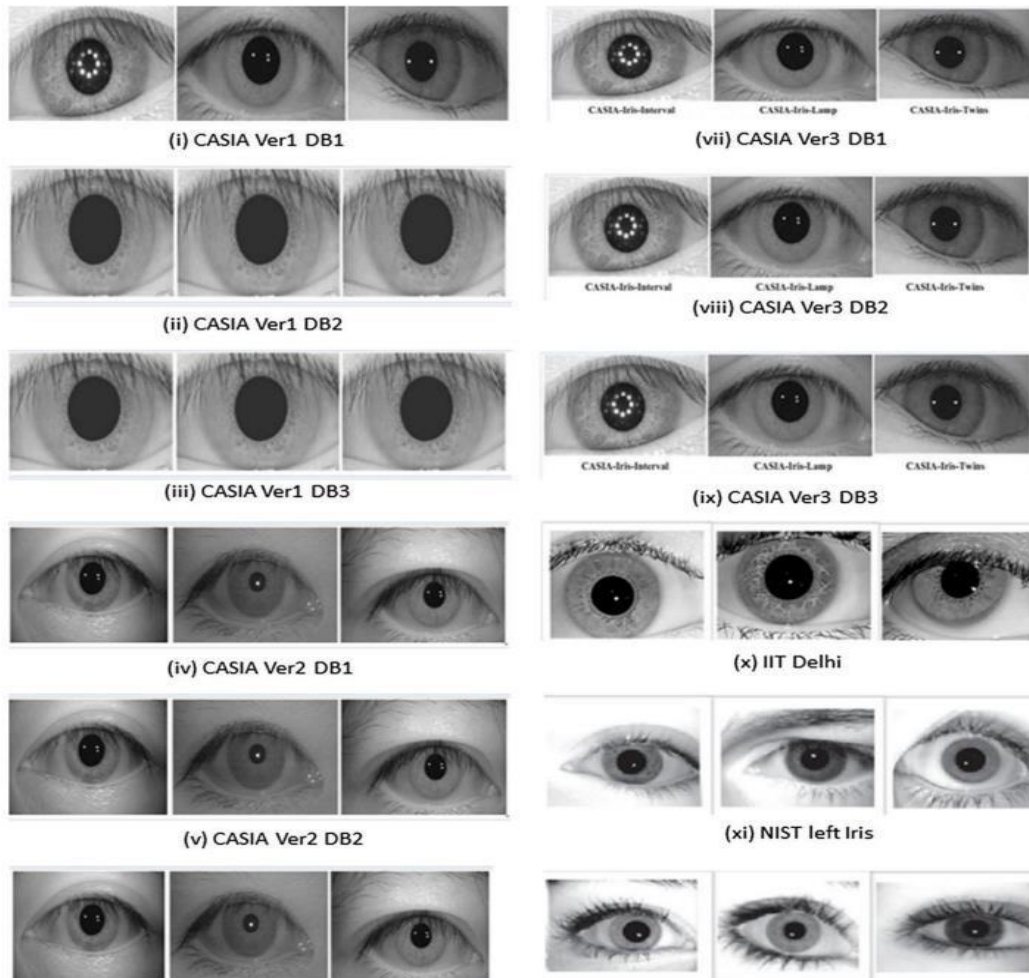 (i) CASIA Ver1 DB1
(ii) CASIA Ver1 DB2
(iii) CASIA Ver1 DB3
(iv) CASIA Ver2 DB1
(v) CASIA Ver2 DB2
CASIA-Iris-Interval CASIA-Iris-Lamp CASIA-Iris-Twins
(vii) CASIA Ver3 DB1
CASIA-Iris-Interval CASIA-Iris-Lamp CASIA-Iris-Twins
(viii) CASIA Ver3 DB2
CASIA-Iris-Interval CASIA-Iris-Lamp CASIA-Iris-Twins
(ix) CASIA Ver3 DB3
(x) IIT Delhi
(xi) NIST left Iris